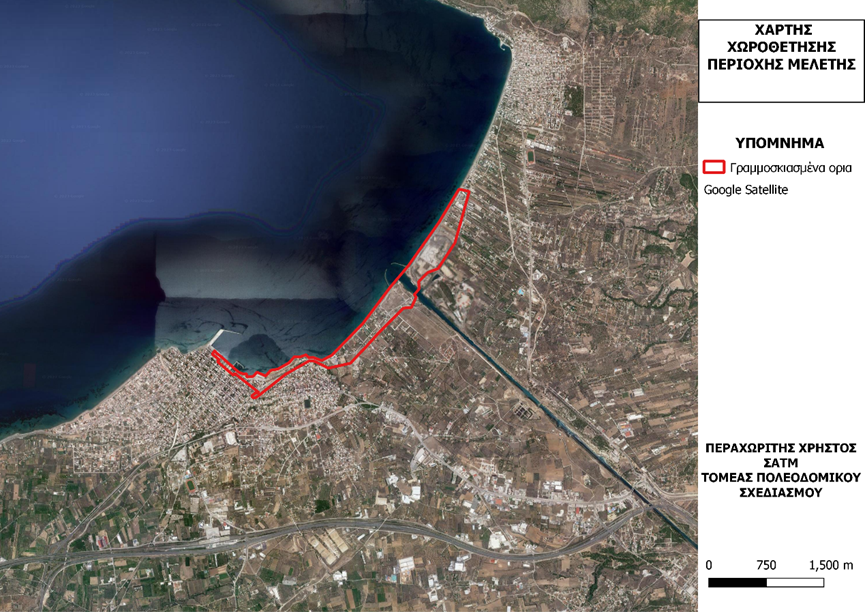 ΧΑΡΤΗΣ
ΧΩΡΟΘΕΤΗΣΗΣ
ΠΕΡΙΟΧΗΣ ΜΕΛΕΤΗΣ
ΥΠΟΜΝΗΜΑ
Γραμμοσκιασμένα ορια
Google Satellite
ΠΕΡΑΧΩΡΙΤΗΣ ΧΡΗΣΤΟΣ
ΣΑΤΜ
ΤΟΜΕΑΣ ΠΟΛΕΟΔΟΜΙΚΟΥ
ΣΧΕΔΙΑΣΜΟΥ
0 750 1,500 m